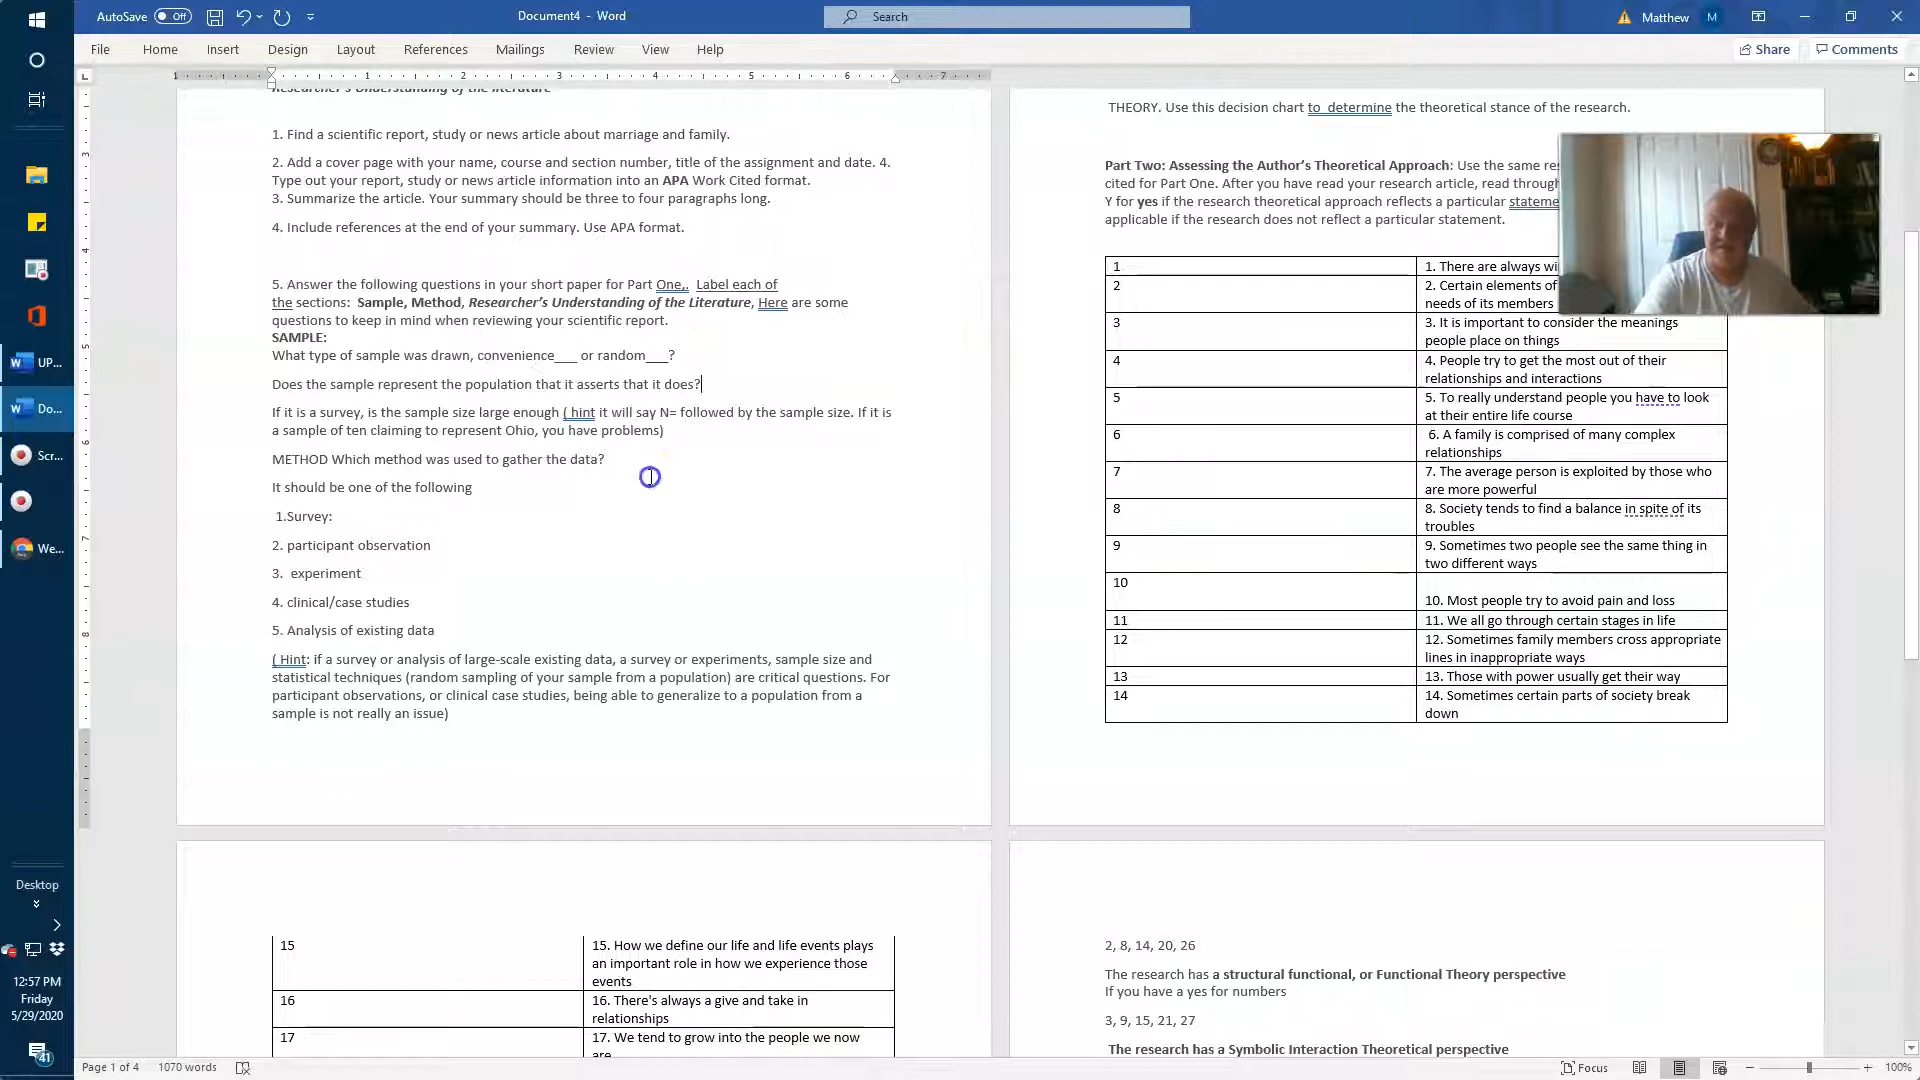 AutoSave
Off
Document4 - Word
Search
Matthew
M
File
Home
Insert
Design
Layout
References
Mailings
Review
View
Help
Share
Comments
1 1 2 3 4 5 6 7
Researcher's Understanding of the literature
1. Find a scientific report, study or news article about marriage and family.
2. Add a cover page with your name, course and section number, title of the assignment and date. 4.
Type out your report, study or news article information into an APA Work Cited format.
3. Summarize the article. Your summary should be three to four paragraphs long.
4. Include references at the end of your summary. Use APA format.
5. Answer the following questions in your short paper for Part One,. Label each of
the sections: Sample, Method, Researcher's Understanding of the Literature, Here are some
questions to keep in mind when reviewing your scientific report.
SAMPLE:
What type of sample was drawn, convenience___ or random___?
Does the sample represent the population that it asserts that it does?
If it is a survey, is the sample size large enough ( hint it will say N= followed by the sample size. If it is
a sample of ten claiming to represent Ohio, you have problems)
METHOD Which method was used to gather the data?
It should be one of the following
1.Survey:
2. participant observation
3. experiment
4. clinical/case studies
5. Analysis of existing data
( Hint: if a survey or analysis of large-scale existing data, a survey or experiments, sample size and
statistical techniques (random sampling of your sample from a population) are critical questions. For
participant observations, or clinical case studies, being able to generalize to a population from a
sample is not really an issue)
THEORY. Use this decision chart to determine the theoretical stance of the research.
Part Two: Assessing the Author's Theoretical Approach: Use the same res
cited for Part One. After you have read your research article, read through
Y for yes if the research theoretical approach reflects a particular stateme
applicable if the research does not reflect a particular statement.
1
1. There are always wi
2
2. Certain elements of
needs of its members
3
3. It is important to consider the meanings
people place on things
4
4. People try to get the most out of their
relationships and interactions
5
5. To really understand people you have to look
at their entire life course
6
6. A family is comprised of many complex
relationships
7
7. The average person is exploited by those who
are more powerful
8
8. Society tends to find a balance in spite of its
troubles
9
9. Sometimes two people see the same thing in
two different ways
10
10. Most people try to avoid pain and loss
11
11. We all go through certain stages in life
12
12. Sometimes family members cross appropriate
lines in inappropriate ways
13
13. Those with power usually get their way
14
14. Sometimes certain parts of society break
down
15
15. How we define our life and life events plays
an important role in how we experience those
events
16
16. There's always a give and take in
relationships
17
17. We tend to grow into the people we now
are
2, 8, 14, 20, 26
The research has a structural functional, or Functional Theory perspective
If you have a yes for numbers
3, 9, 15, 21, 27
The research has a Symbolic Interaction Theoretical perspective
UP...
Do...
Scr...
We...
Desktop
12:57 PM
Friday
5/29/2020
41
Page 1 of 4
1070 words
Focus
100%